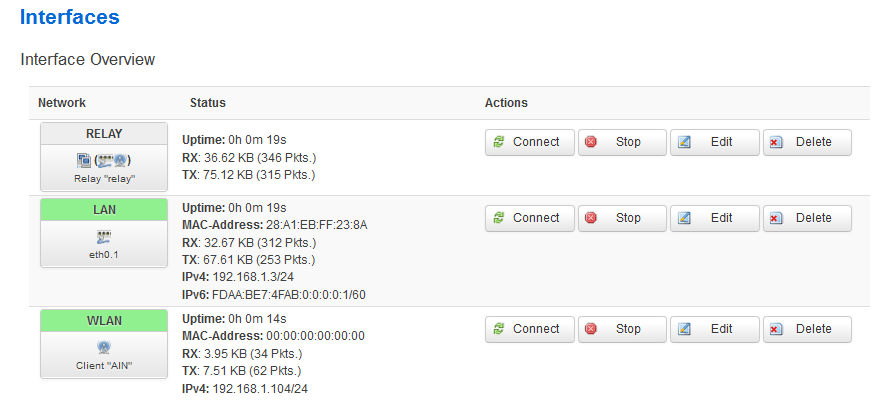 Interfaces
Interface Overview
Network Status Actions
RELAY
Relay "relay"
Uptime: 0h 0m 19s
RX: 36.62 KB (346 Pkts.)
TX: 75.12 KB (315 Pkts.)
Connect Stop Edit Delete
LAN
eth0.1
Uptime: 0h 0m 19s
MAC-Address: 28:A1:EB:FF:23:8A
RX: 32.67 KB (312 Pkts.)
TX: 67.61 KB (253 Pkts.)
IPv4: 192.168.1.3/24
IPv6: FDAA:BE7:4FAB:0:0:0:0:1/60
Connect Stop Edit Delete
WLAN
Client "AIN"
Uptime: 0h 0m 14s
MAC-Address: 00:00:00:00:00:00
RX: 3.95 KB (34 Pkts.)
TX: 7.51 KB (62 Pkts.)
IPv4: 192.168.1.104/24
Connect Stop Edit Delete